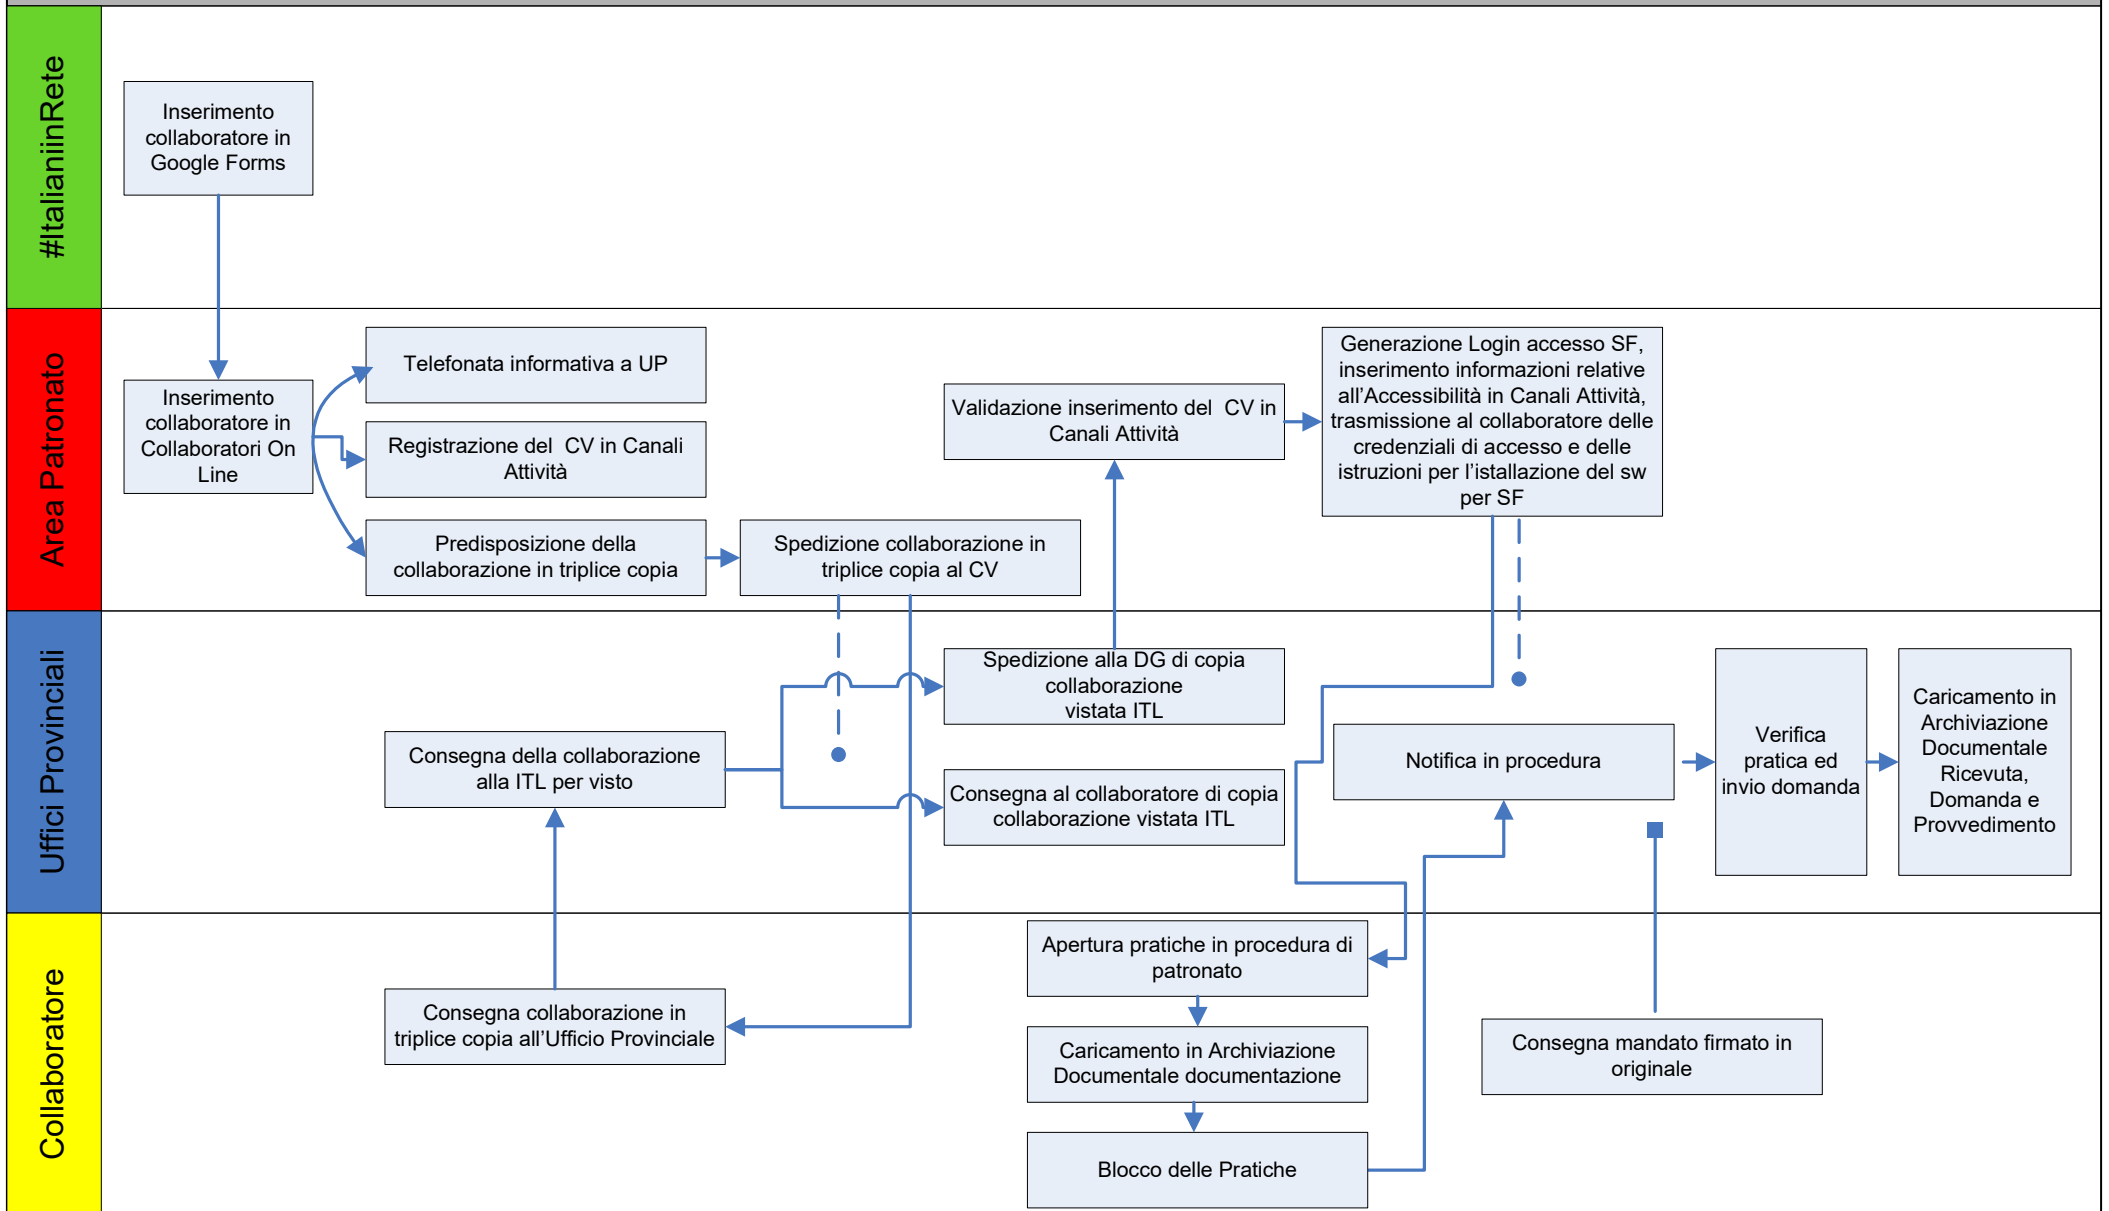 #ItalianiinRete
Inserimento
collaboratore in
Google Forms
Area Patronato
Inserimento
collaboratore in
Collaboratori On
Line
Telefonata informativa a UP
Registrazione del  CV in Canali
Attività
Predisposizione della
collaborazione in triplice copia
Spedizione collaborazione in
triplice copia al CV
Validazione inserimento del  CV in
Canali Attività
Generazione Login accesso SF,
inserimento informazioni relative
all’Accessibilità in Canali Attività,
trasmissione al collaboratore delle
credenziali di accesso e delle
istruzioni per l’istallazione del sw
per SF
Uffici Provinciali
Consegna della collaborazione
alla ITL per visto
Spedizione alla DG di copia
collaborazione
vistata ITL
Consegna al collaboratore di copia
collaborazione vistata ITL
Notifica in procedura
Verifica
pratica ed
invio domanda
Caricamento in
Archiviazione
Documentale
Ricevuta,
Domanda e
Provvedimento
Collaboratore
Consegna collaborazione in
triplice copia all’Ufficio Provinciale
Apertura pratiche in procedura di
patronato
Caricamento in Archiviazione
Documentale documentazione
Blocco delle Pratiche
Consegna mandato firmato in
originale